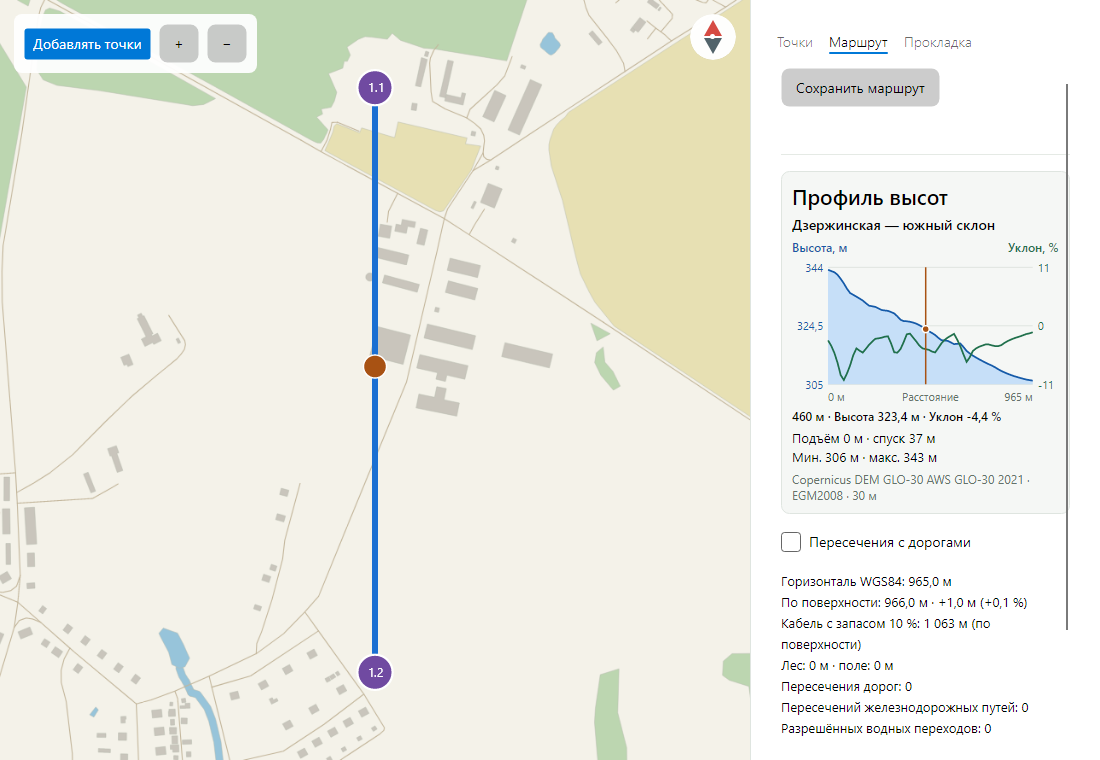 Добавлять точки
+
−
1.1
1.2
Точки Маршрут Прокладка
Сохранить маршрут
Профиль высот
Дзержинская — южный склон
Высота, м Уклон, %
344 11
324,5 0
305 -11
0 м Расстояние 965 м
460 м · Высота 323,4 м · Уклон -4,4 %
Подъём 0 м · спуск 37 м
Мин. 306 м · макс. 343 м
Copernicus DEM GLO-30 AWS GLO-30 2021 ·
EGM2008 · 30 м
Пересечения с дорогами
Горизонталь WGS84: 965,0 м
По поверхности: 966,0 м · +1,0 м (+0,1 %)
Кабель с запасом 10 %: 1 063 м (по
поверхности)
Лес: 0 м · поле: 0 м
Пересечения дорог: 0
Пересечений железнодорожных путей: 0
Разрешённых водных переходов: 0